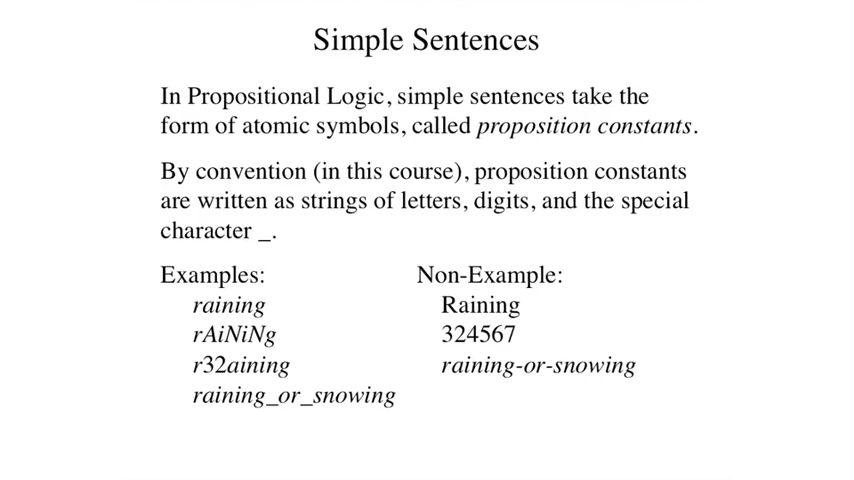 Simple Sentences
In Propositional Logic, simple sentences take the
form of atomic symbols, called proposition constants.
By convention (in this course), proposition constants
are written as strings of letters, digits, and the special
character _.
Examples:
raining
rAiNiNg
r32aining
raining_or_snowing
Non-Example:
Raining
324567
raining-or-snowing